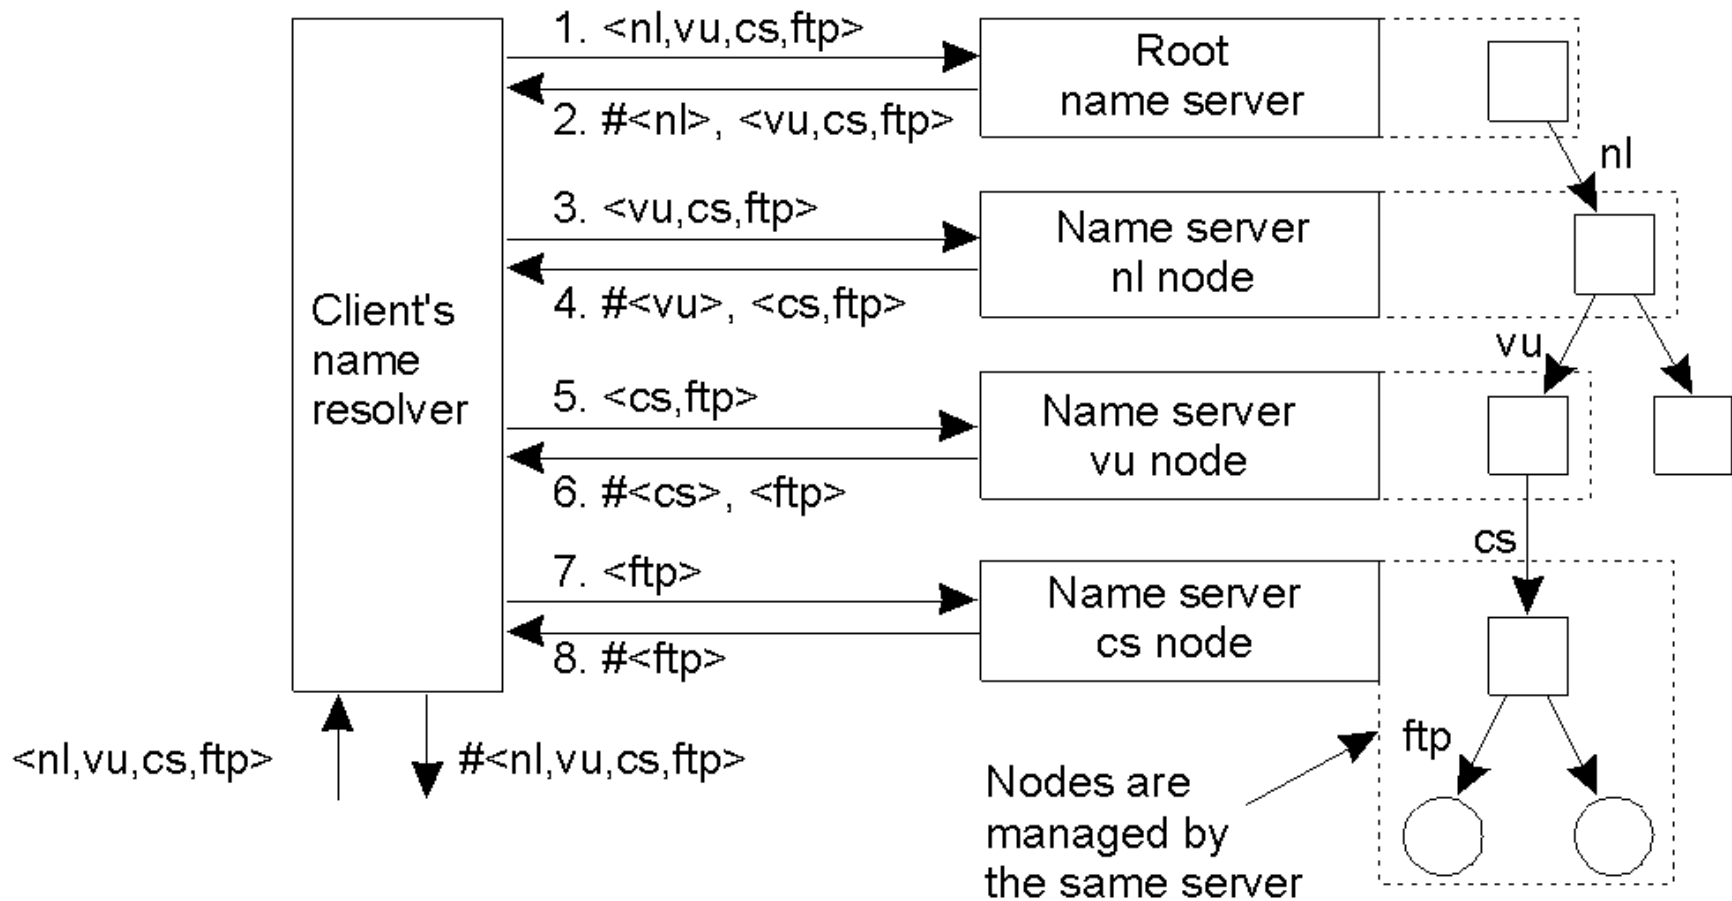 1. <nl,vu,cs,ftp>
Root
name server
2. #<nl>, <vu,cs,ftp>
nl
3. <vu,cs,ftp>
Name server
nl node
4. #<vu>, <cs,ftp>
Client's
name
resolver
vu
5. <cs,ftp>
Name server
vu node
6. #<cs>, <ftp>
cs
7. <ftp>
Name server
cs node
8. #<ftp>
<nl,vu,cs,ftp>
#<nl,vu,cs,ftp>
ftp
Nodes are
managed by
the same server